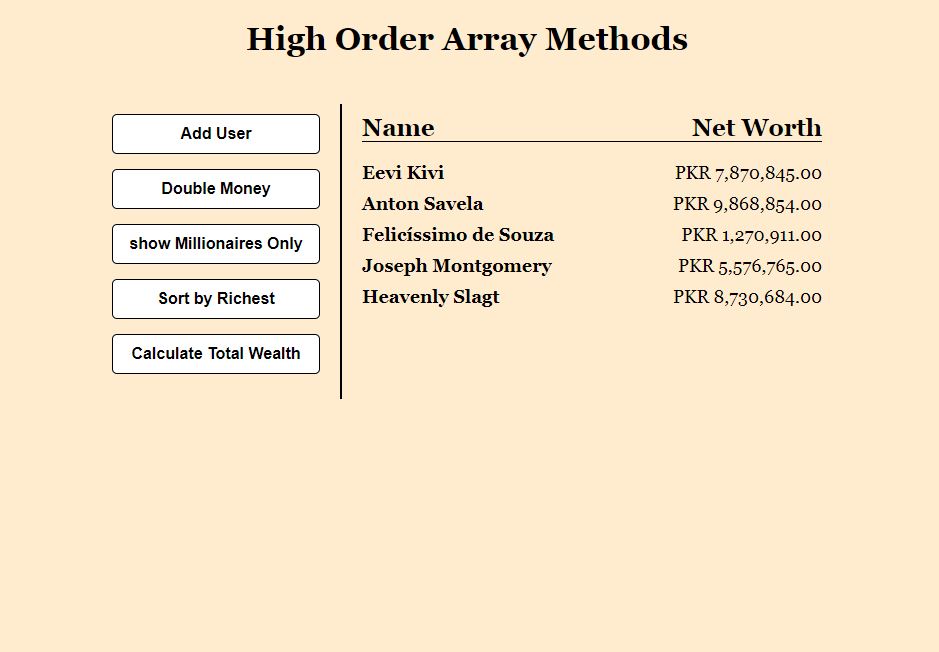 High Order Array Methods
Add User
Double Money
show Millionaires Only
Sort by Richest
Calculate Total Wealth
Name Net Worth
Eevi Kivi PKR 7,870,845.00
Anton Savela PKR 9,868,854.00
Felicíssimo de Souza PKR 1,270,911.00
Joseph Montgomery PKR 5,576,765.00
Heavenly Slagt PKR 8,730,684.00